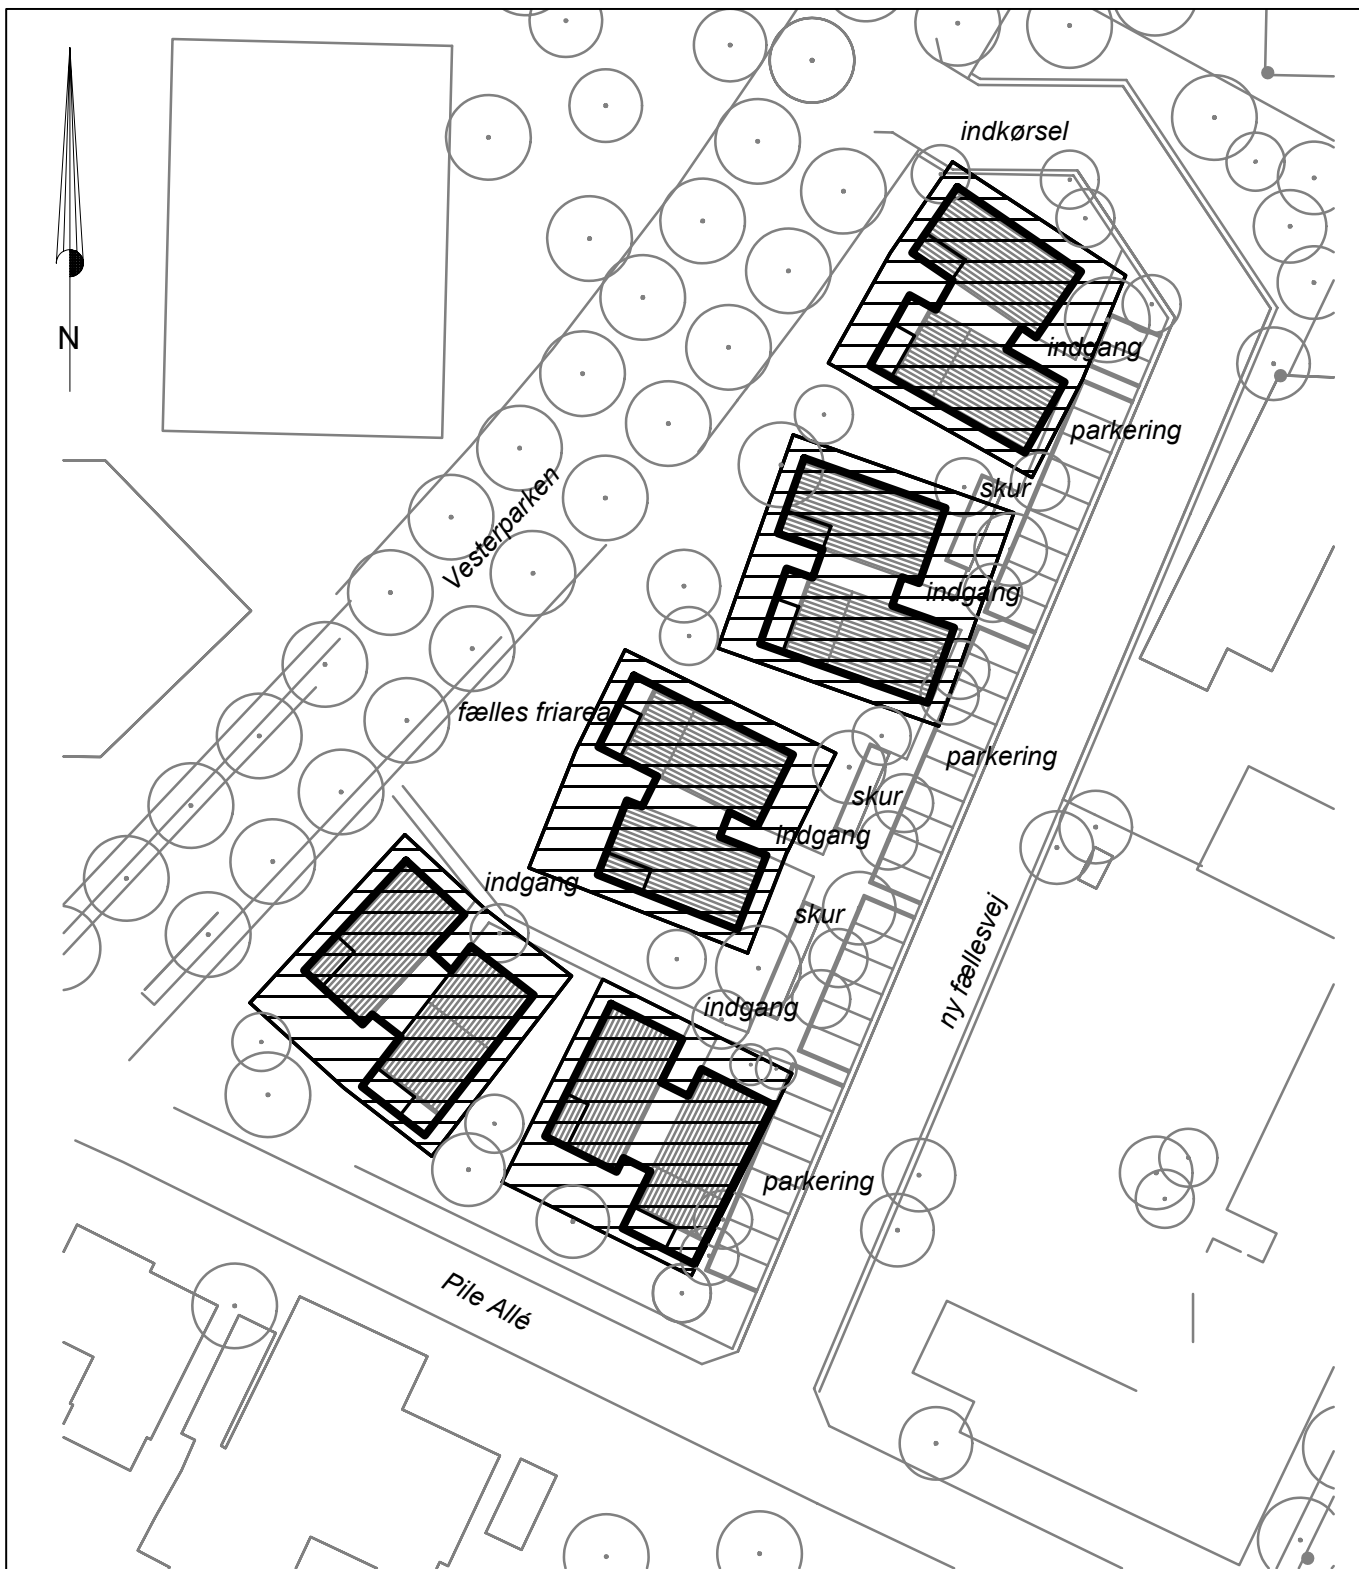 indkørsel
N
indgang
parkering
skur
Vesterparken
indgang
fælles friarea
parkering
skur
indgang
indgang
skur
ny fællesvej
indgang
parkering
Pile Allé